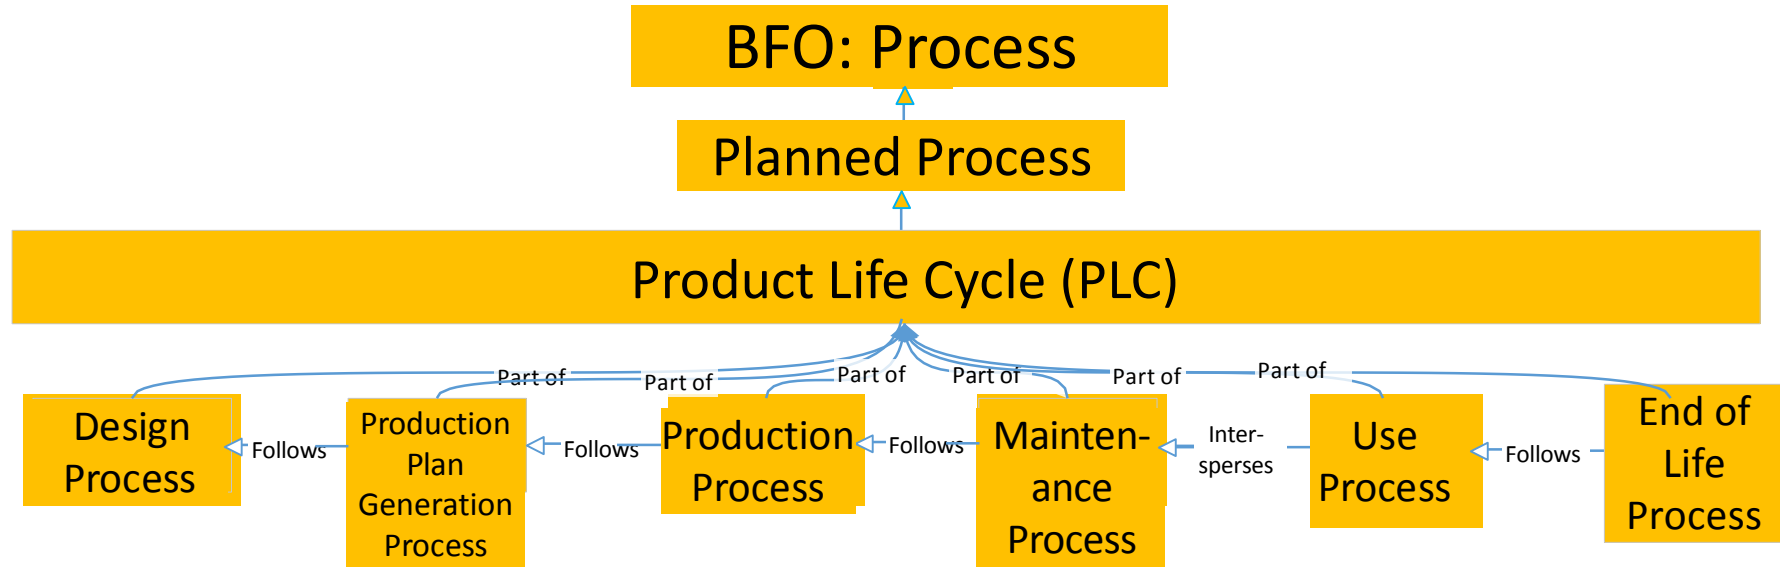 BFO: Process
Planned Process
Product Life Cycle (PLC)
Part of
Part of
Part of
Part of
Part of
Part of
Design
Process
Follows
Production
Plan
Generation
Process
Follows
Production
Process
Follows
Mainten-
ance
Process
Inter-
sperses
Use
Process
Follows
End of
Life
Process